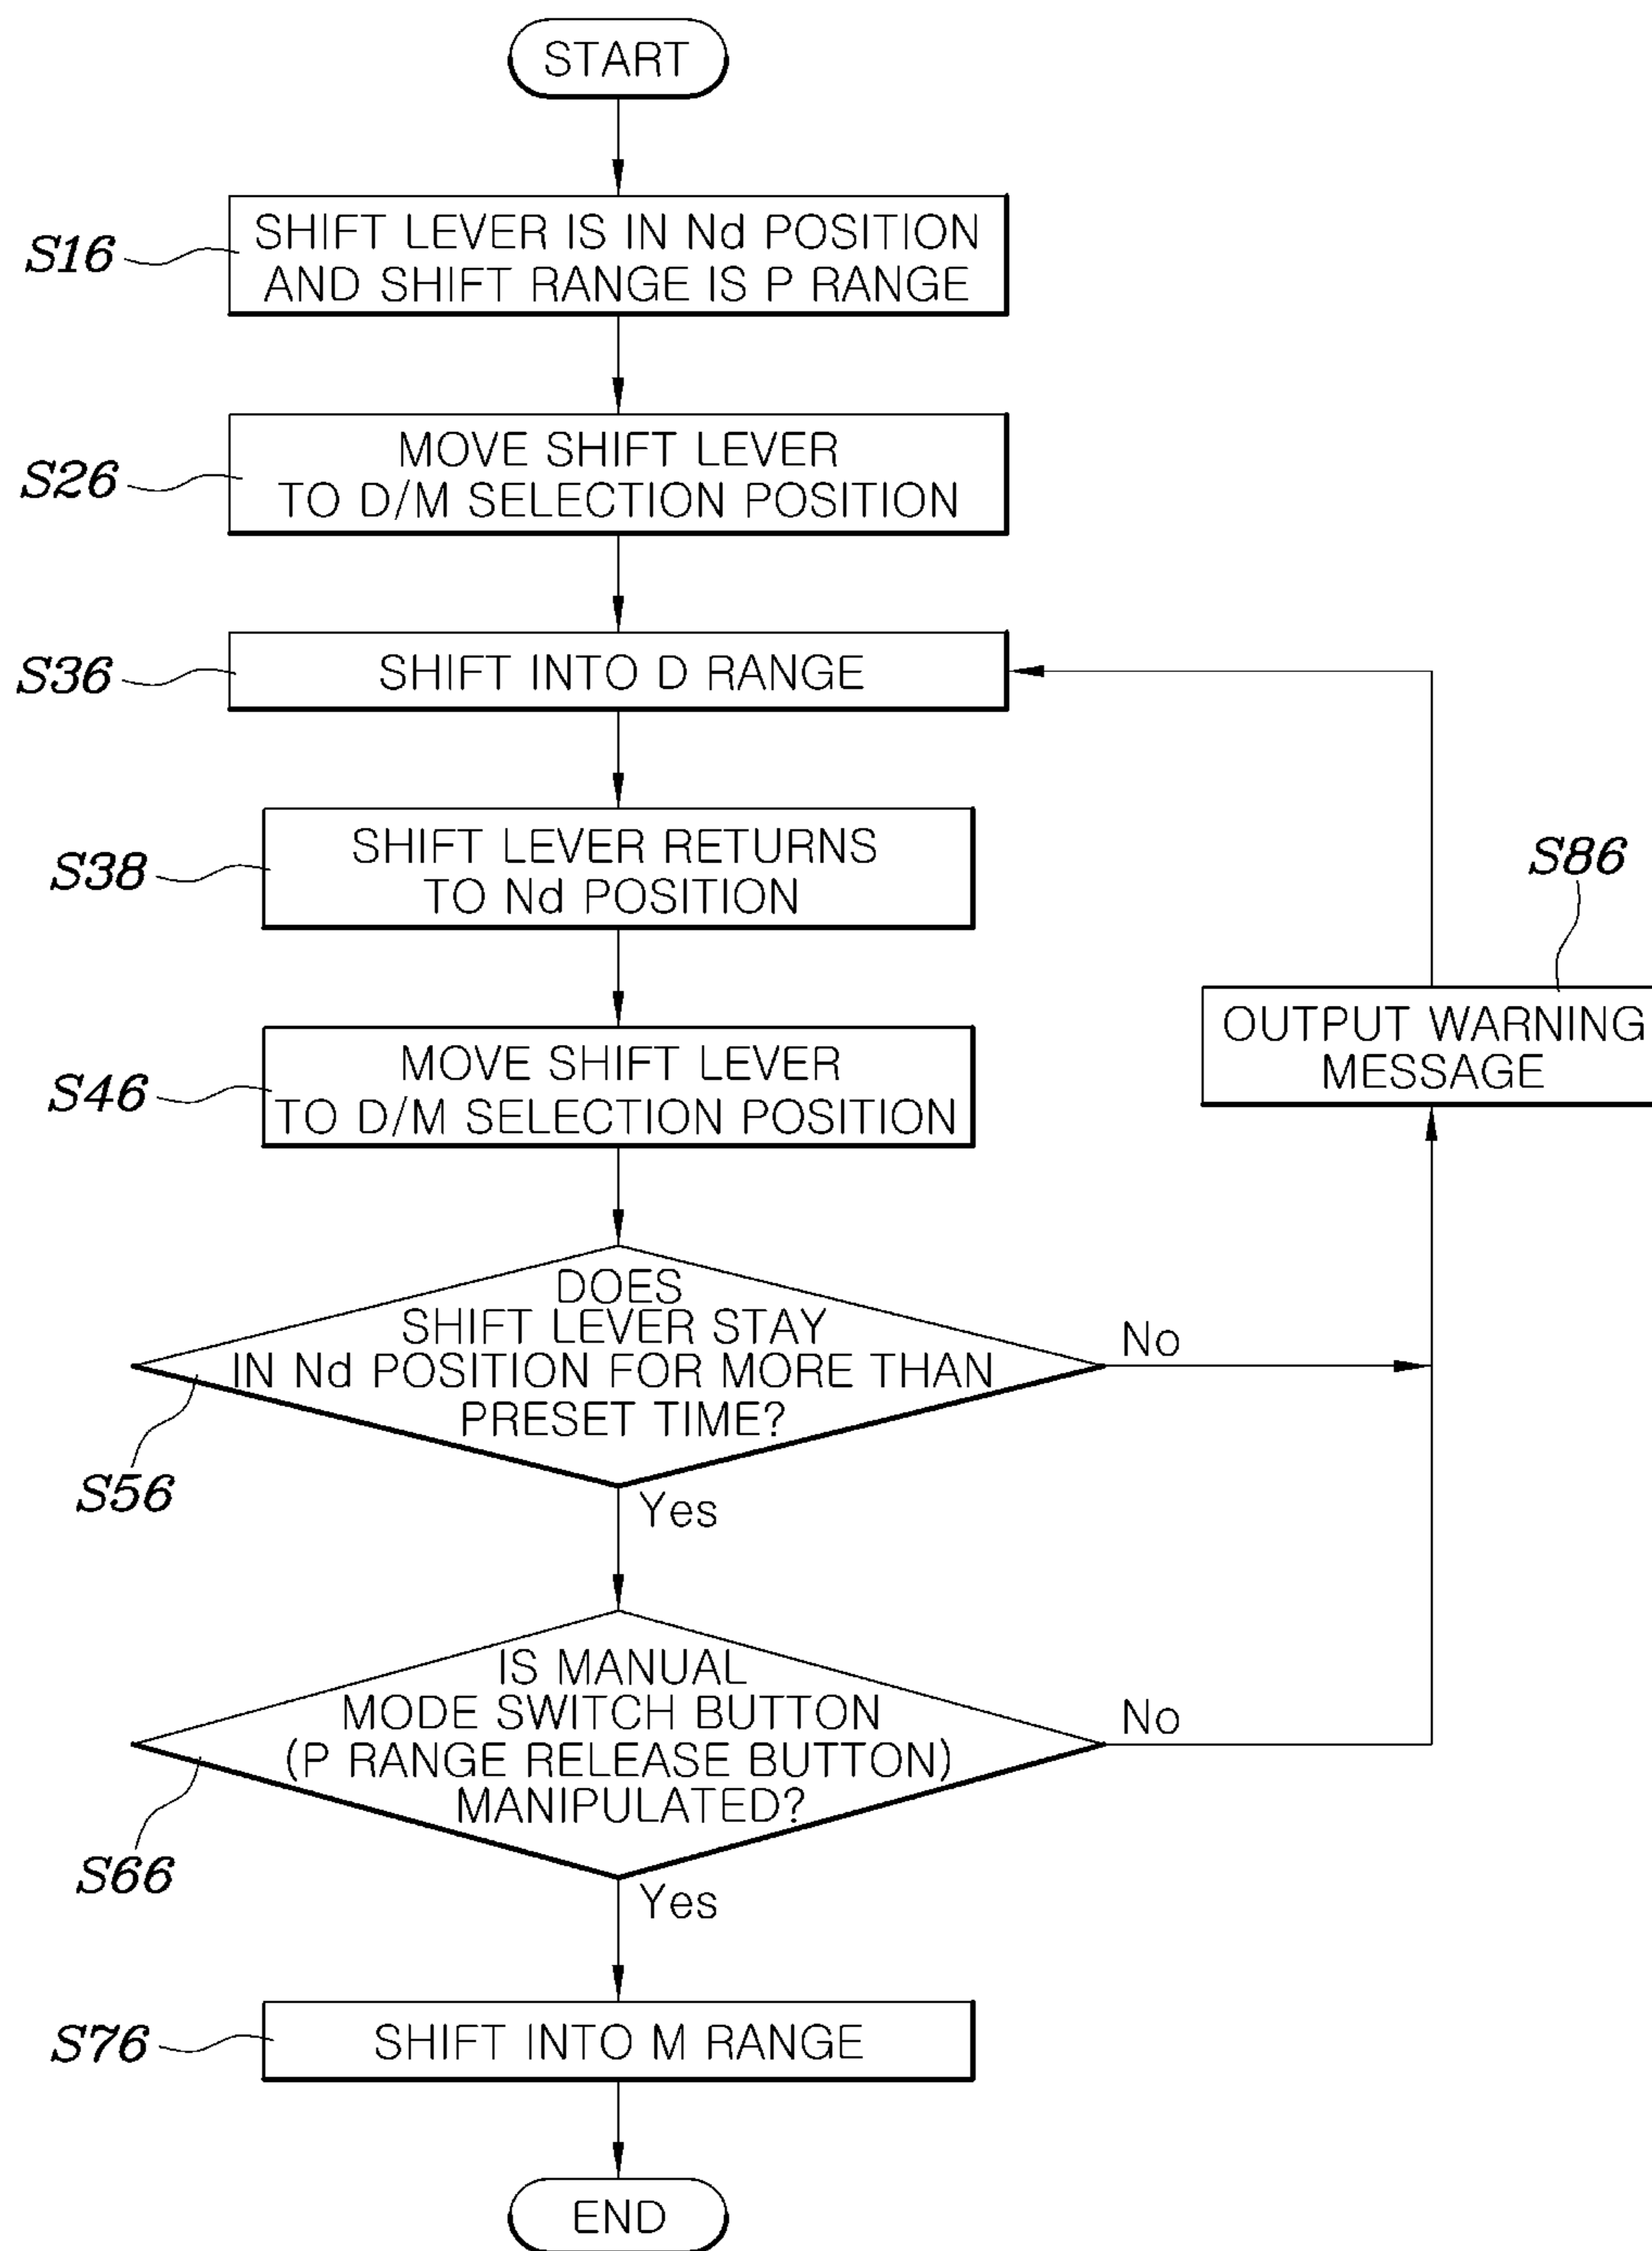 START
S16
SHIFT LEVER IS IN Nd POSITION
AND SHIFT RANGE IS P RANGE
S26
MOVE SHIFT LEVER
TO D/M SELECTION POSITION
S36
SHIFT INTO D RANGE
S38
SHIFT LEVER RETURNS
TO Nd POSITION
S86
OUTPUT WARNING
MESSAGE
S46
MOVE SHIFT LEVER
TO D/M SELECTION POSITION
S56
DOES
SHIFT LEVER STAY
IN Nd POSITION FOR MORE THAN
PRESET TIME?
No
Yes
S66
IS MANUAL
MODE SWITCH BUTTON
(P RANGE RELEASE BUTTON)
MANIPULATED?
No
Yes
S76
SHIFT INTO M RANGE
END